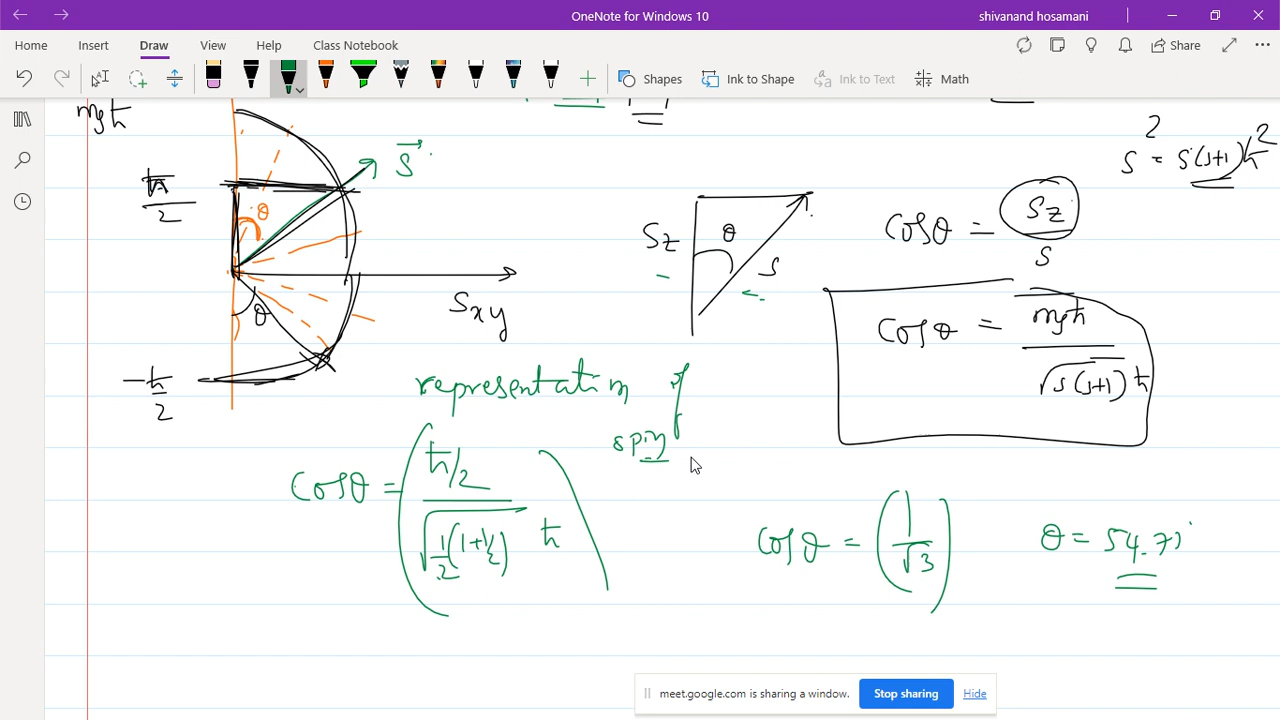 OneNote for Windows 10
shivanand hosamani
Home Insert Draw View Help Class Notebook
Share
Shapes
Ink to Shape
Ink to Text
Math
msħ
S² = s(s+1)ħ²
S
ħ/2
θ
Sz
θ
S
cosθ = Sz/S
Sxy
θ
cosθ = msħ/√s(s+1) ħ
-ħ/2
representation of
spin
cosθ = (ħ/2/√1/2(1+1/2) ħ)
cosθ = (1/√3)
θ = 54.7°
meet.google.com is sharing a window.
Stop sharing
Hide